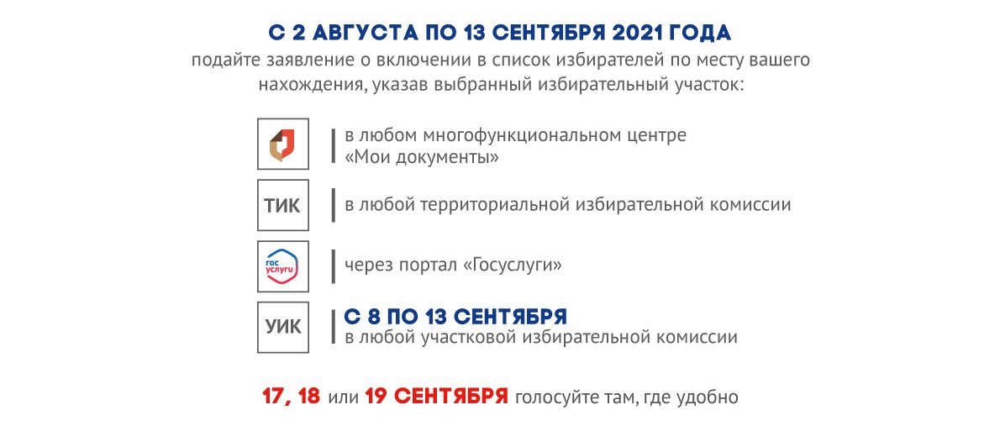 С 2 АВГУСТА ПО 13 СЕНТЯБРЯ 2021 ГОДА
подайте заявление о включении в список избирателей по месту вашего
нахождения, указав выбранный избирательный участок:
в любом многофункциональном центре
«Мои документы»
ТИК
в любой территориальной избирательной комиссии
гос
услуги
через портал «Госуслуги»
УИК
С 8 ПО 13 СЕНТЯБРЯ
в любой участковой избирательной комиссии
17, 18 или 19 СЕНТЯБРЯ голосуйте там, где удобно